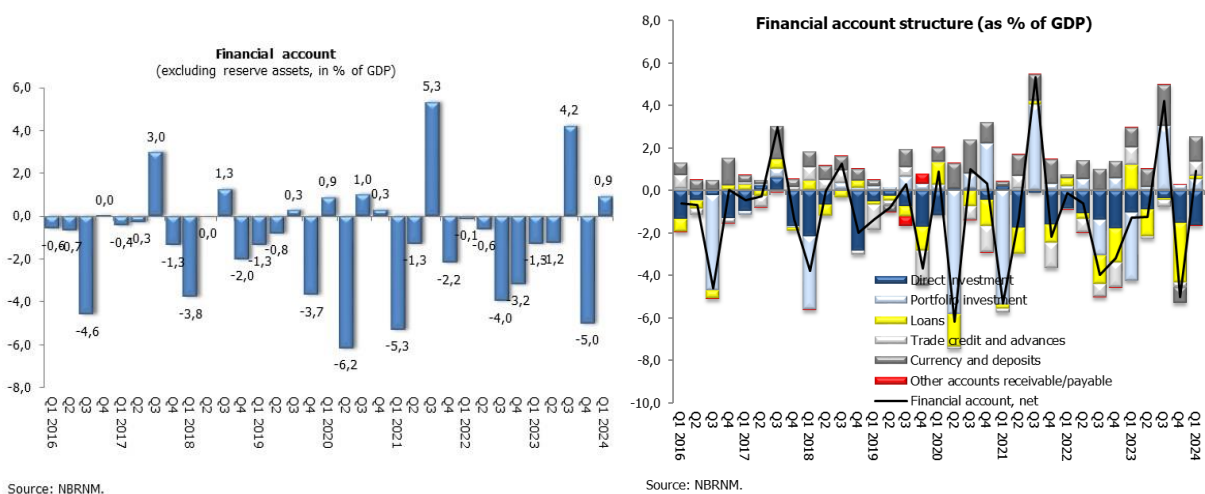 Financial account
(excluding reserve assets, in % of GDP)
6,0
4,0
2,0
0,0
-2,0
-4,0
-6,0
-8,0
-0,6
-0,7
-4,6
0,0
-0,4
-0,3
3,0
-1,3
-3,8
0,0
1,3
-2,0
-1,3
-0,8
0,3
-3,7
0,9
-6,2
1,0
0,3
-5,3
-1,3
5,3
-2,2
-0,1
-0,6
-4,0
-3,2
-1,3
-1,2
4,2
-5,0
0,9
Q1 2016
Q2
Q3
Q4
Q1 2017
Q2
Q3
Q4
Q1 2018
Q2
Q3
Q4
Q1 2019
Q2
Q3
Q4
Q1 2020
Q2
Q3
Q4
Q1 2021
Q2
Q3
Q4
Q1 2022
Q2
Q3
Q4
Q1 2023
Q2
Q3
Q4
Q1 2024
Source: NBRNM.
Financial account structure (as % of GDP)
8,0
6,0
4,0
2,0
0,0
-2,0
-4,0
-6,0
-8,0
-10,0
Direct investment
Portfolio investment
Loans
Trade credit and advances
Currency and deposits
Other accounts receivable/payable
Financial account, net
Q1 2016
Q2
Q3
Q4
Q1 2017
Q2
Q3
Q4
Q1 2018
Q2
Q3
Q4
Q1 2019
Q2
Q3
Q4
Q1 2020
Q2
Q3
Q4
Q1 2021
Q2
Q3
Q4
Q1 2022
Q2
Q3
Q4
Q1 2023
Q2
Q3
Q4
Q1 2024
Source: NBRNM.